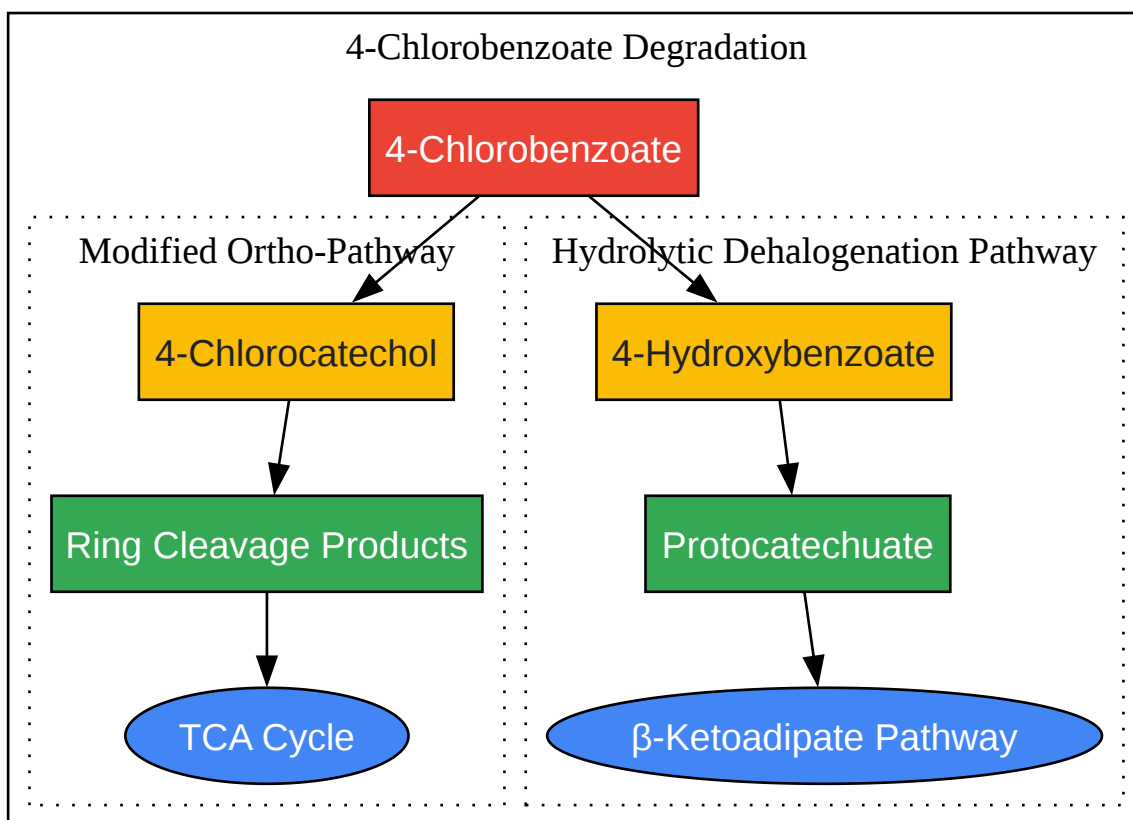 4-Chlorobenzoate Degradation
4-Chlorobenzoate
Modified Ortho-Pathway
Hydrolytic Dehalogenation Pathway
4-Chlorocatechol
4-Hydroxybenzoate
Ring Cleavage Products
Protocatechuate
TCA Cycle
β-Ketoadipate Pathway